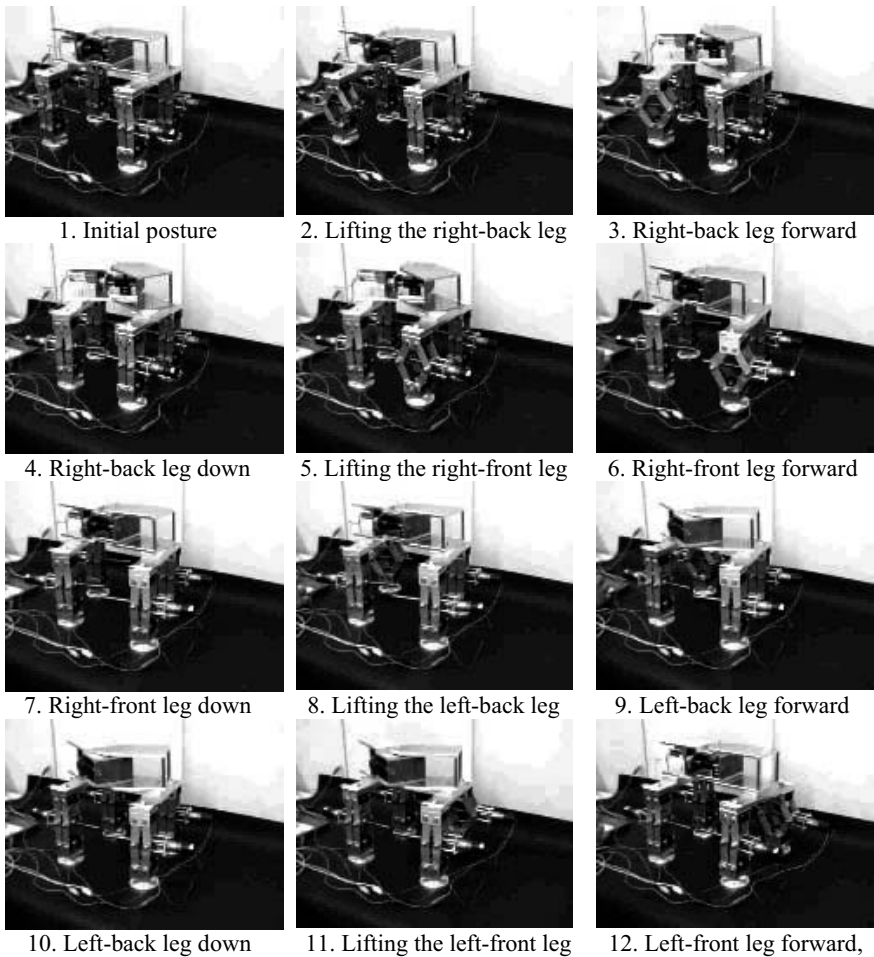 1. Initial posture
2. Lifting the right-back leg
3. Right-back leg forward
4. Right-back leg down
5. Lifting the right-front leg
6. Right-front leg forward
7. Right-front leg down
8. Lifting the left-back leg
9. Left-back leg forward
10. Left-back leg down
11. Lifting the left-front leg
12. Left-front leg forward,